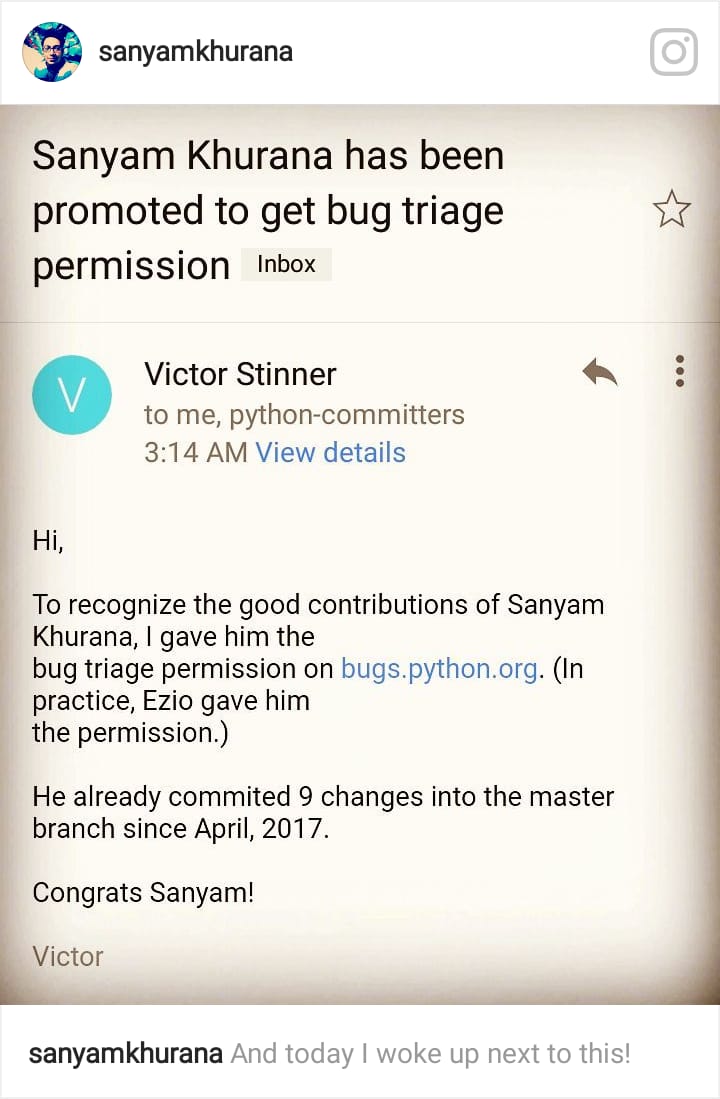 sanyamkhurana
Sanyam Khurana has been
promoted to get bug triage
permission Inbox
V
Victor Stinner
to me, python-committers
3:14 AM View details
Hi,
To recognize the good contributions of Sanyam
Khurana, I gave him the
bug triage permission on bugs.python.org. (In
practice, Ezio gave him
the permission.)
He already commited 9 changes into the master
branch since April, 2017.
Congrats Sanyam!
Victor
sanyamkhurana And today I woke up next to this!